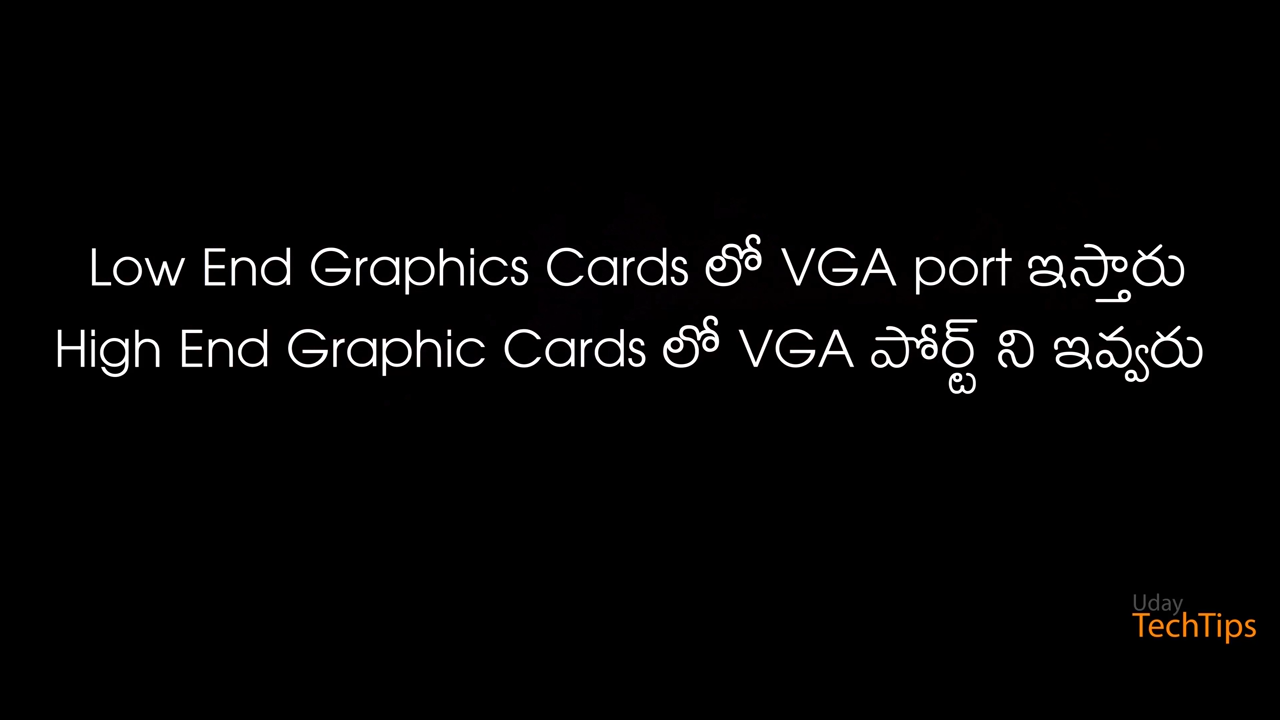 Low End Graphics Cards లో VGA port ఇస్తారు
High End Graphic Cards లో VGA పోర్ట్ ని ఇవ్వరు
Uday
TechTips